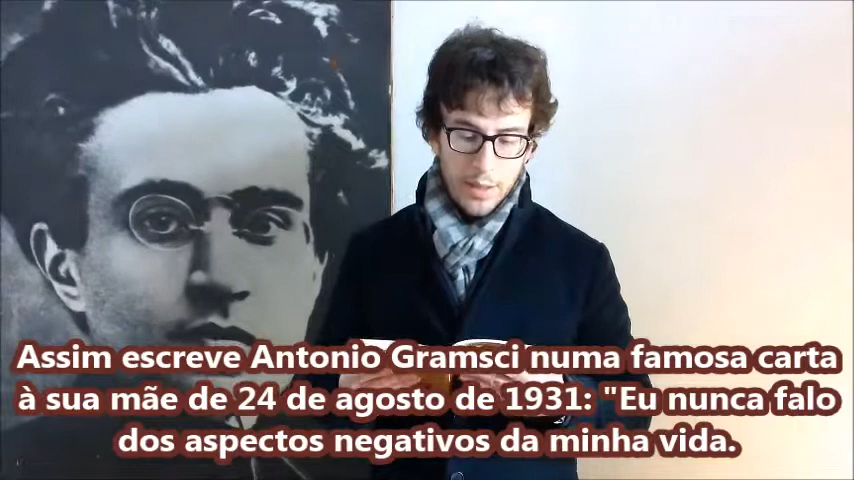 Assim escreve Antonio Gramsci numa famosa carta
à sua mãe de 24 de agosto de 1931: "Eu nunca falo
dos aspectos negativos da minha vida.